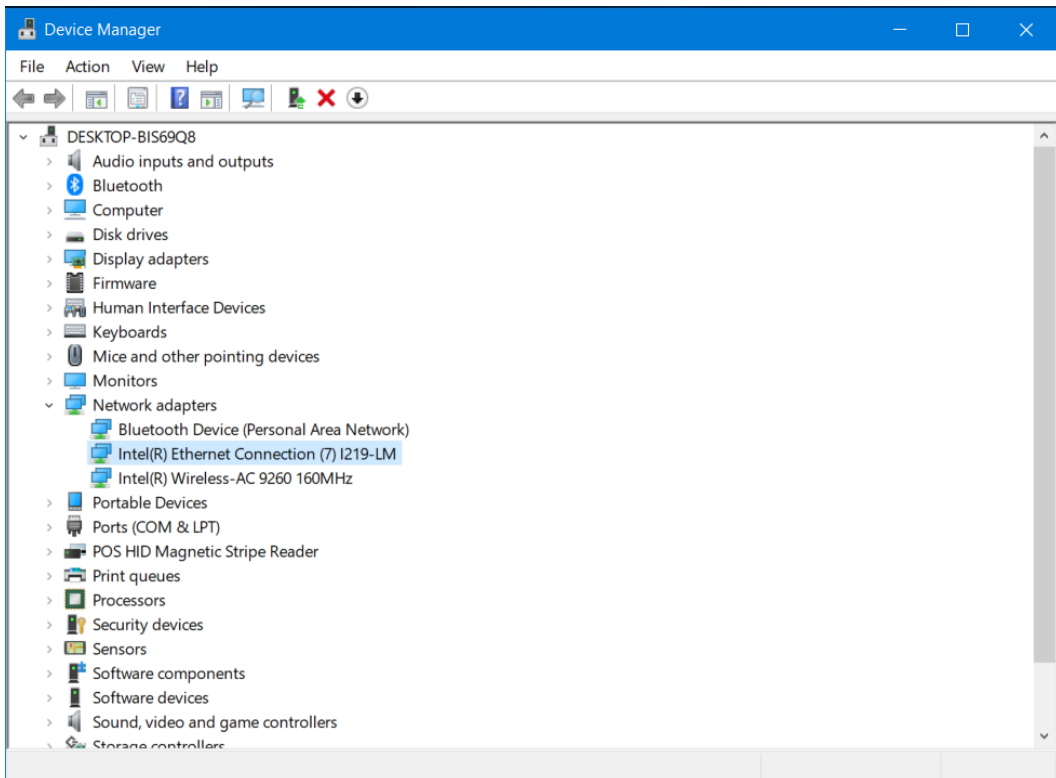 Device Manager
File Action View Help
DESKTOP-BIS69Q8
Audio inputs and outputs
Bluetooth
Computer
Disk drives
Display adapters
Firmware
Human Interface Devices
Keyboards
Mice and other pointing devices
Monitors
Network adapters
Bluetooth Device (Personal Area Network)
Intel(R) Ethernet Connection (7) I219-LM
Intel(R) Wireless-AC 9260 160MHz
Portable Devices
Ports (COM & LPT)
POS HID Magnetic Stripe Reader
Print queues
Processors
Security devices
Sensors
Software components
Software devices
Sound, video and game controllers
Storage controllers